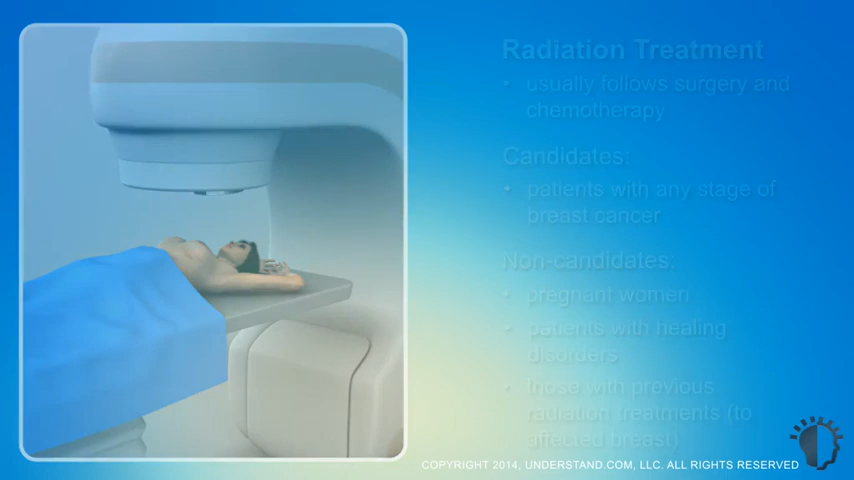 Radiation Treatment
• usually follows surgery and
chemotherapy
Candidates:
• patients with any stage of
breast cancer
Non-candidates:
• pregnant women
• patients with healing
disorders
• those with previous
radiation treatments (to
affected breast)
COPYRIGHT 2014, UNDERSTAND.COM, LLC. ALL RIGHTS RESERVED